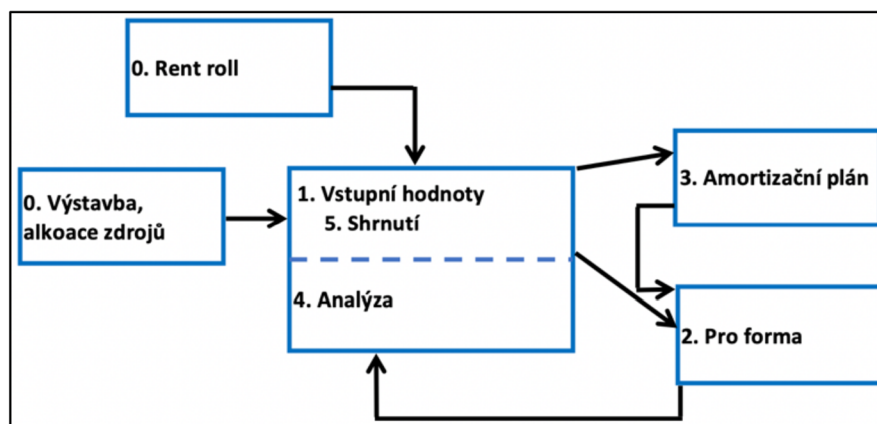 0. Rent roll
0. Výstavba,
alkoace zdrojů
1. Vstupní hodnoty
5. Shrnutí
4. Analýza
3. Amortizační plán
2. Pro forma